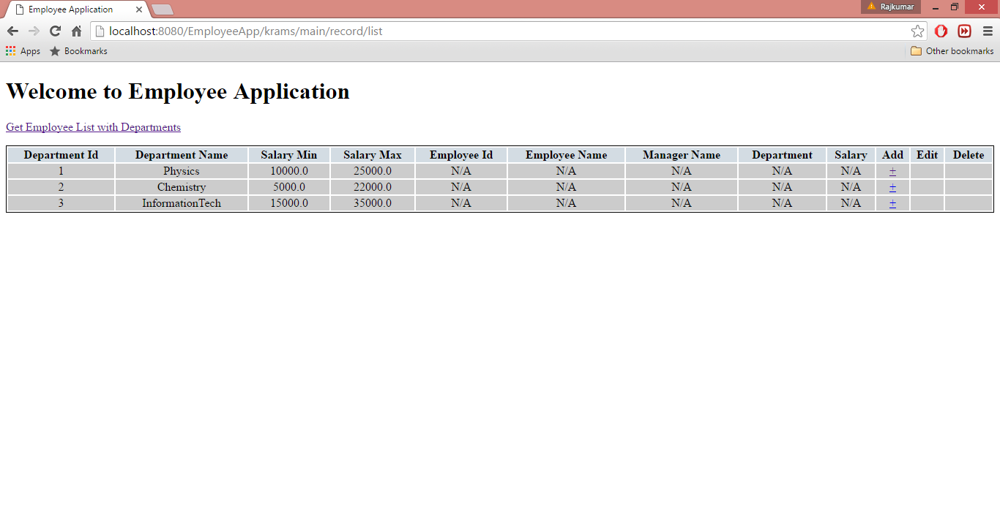 Employee Application
Rajkumar
localhost:8080/EmployeeApp/krams/main/record/list
Apps Bookmarks Other bookmarks
Welcome to Employee Application
Get Employee List with Departments
Department Id Department Name Salary Min Salary Max Employee Id Employee Name Manager Name Department Salary Add Edit Delete
1 Physics 10000.0 25000.0 N/A N/A N/A N/A N/A +
2 Chemistry 5000.0 22000.0 N/A N/A N/A N/A N/A +
3 InformationTech 15000.0 35000.0 N/A N/A N/A N/A N/A +